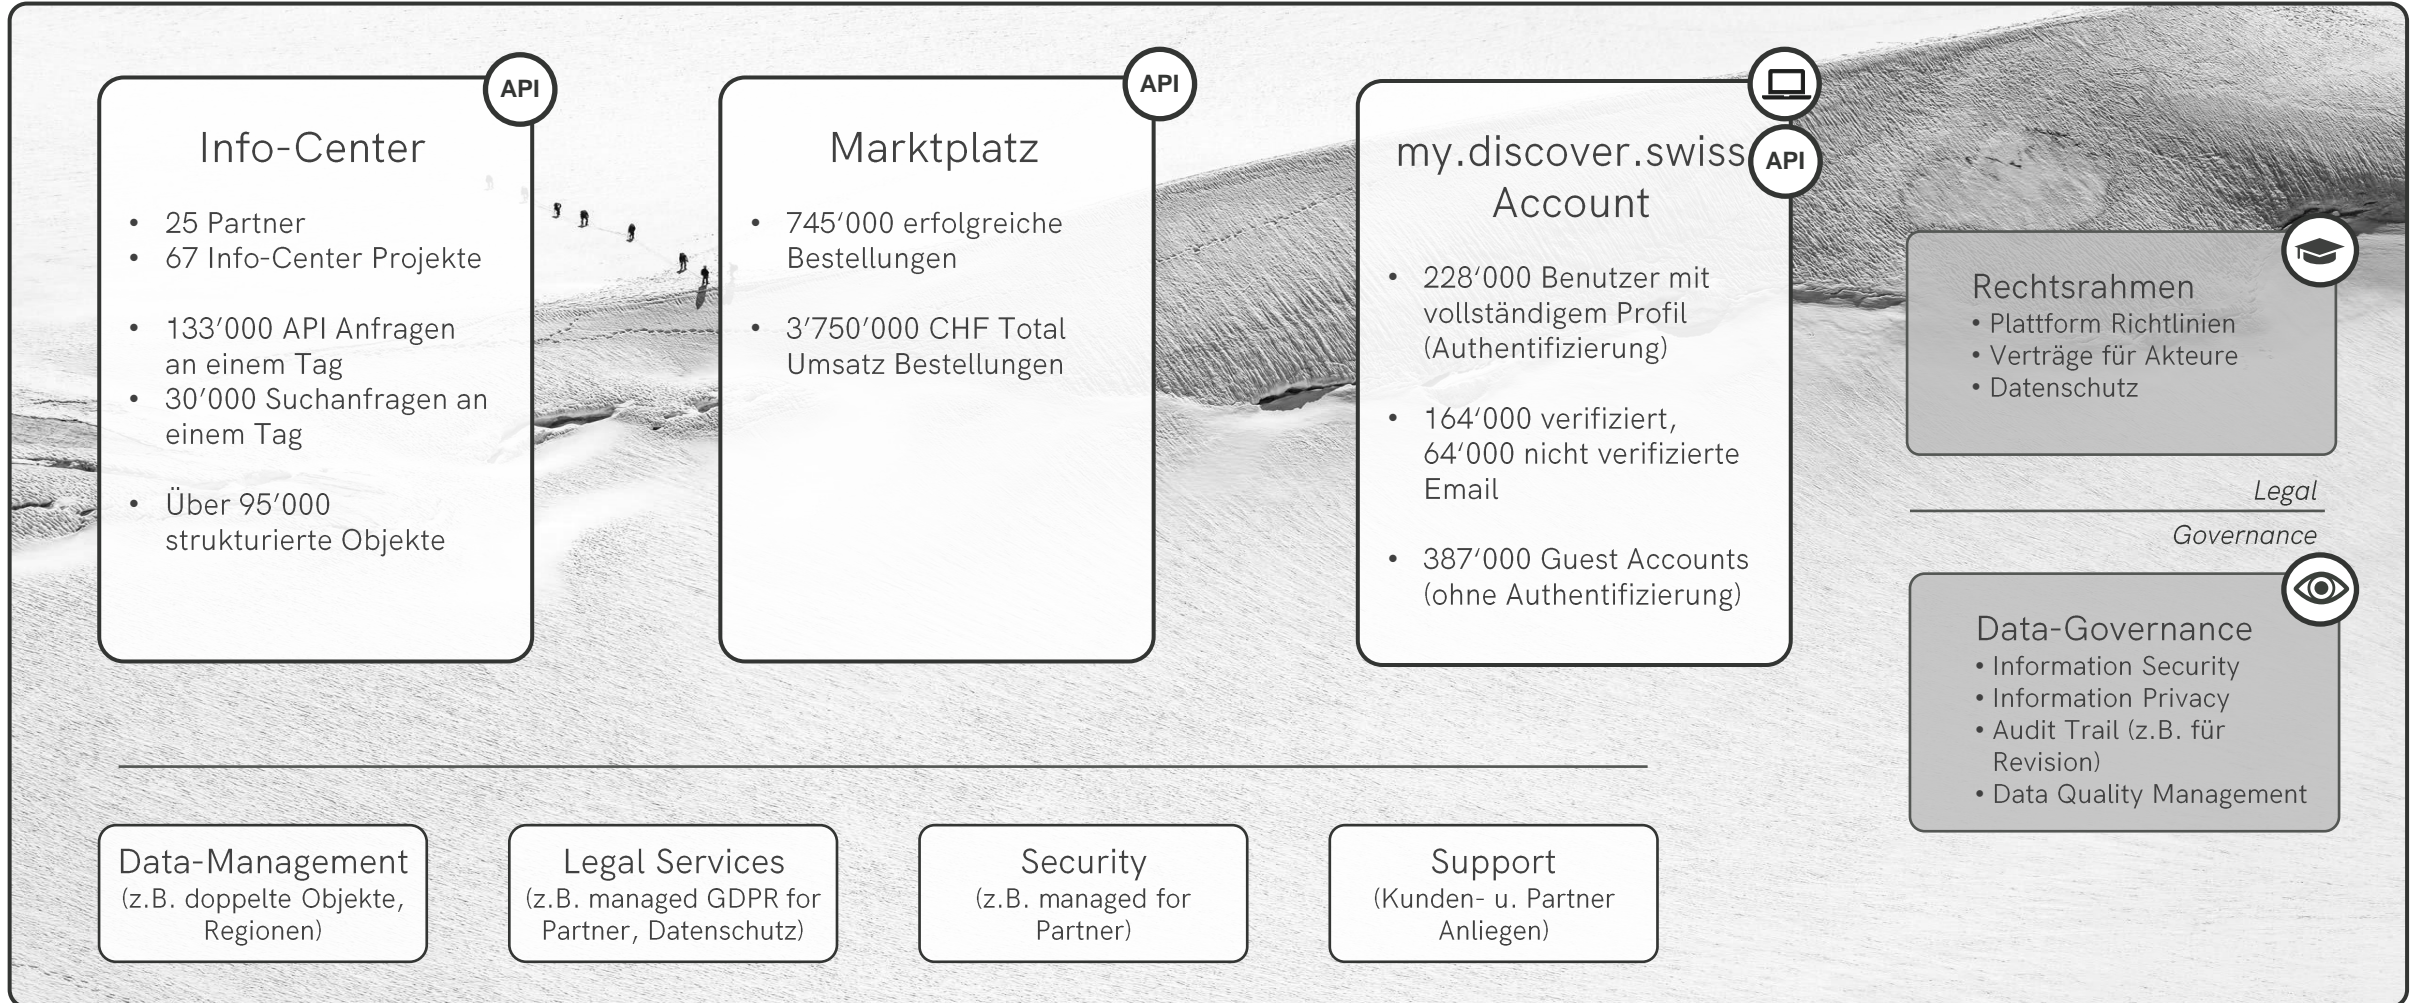 API
Info-Center
• 25 Partner
• 67 Info-Center Projekte
• 133’000 API Anfragen
an einem Tag
• 30’000 Suchanfragen an
einem Tag
• Über 95’000
strukturierte Objekte
API
Marktplatz
• 745‘000 erfolgreiche
Bestellungen
• 3’750’000 CHF Total
Umsatz Bestellungen
API
my.discover.swiss
Account
• 228‘000 Benutzer mit
vollständigem Profil
(Authentifizierung)
• 164‘000 verifiziert,
64‘000 nicht verifizierte
Email
• 387‘000 Guest Accounts
(ohne Authentifizierung)
Rechtsrahmen
• Plattform Richtlinien
• Verträge für Akteure
• Datenschutz
Legal
Governance
Data-Governance
• Information Security
• Information Privacy
• Audit Trail (z.B. für
Revision)
• Data Quality Management
Data-Management
(z.B. doppelte Objekte,
Regionen)
Legal Services
(z.B. managed GDPR for
Partner, Datenschutz)
Security
(z.B. managed for
Partner)
Support
(Kunden- u. Partner
Anliegen)